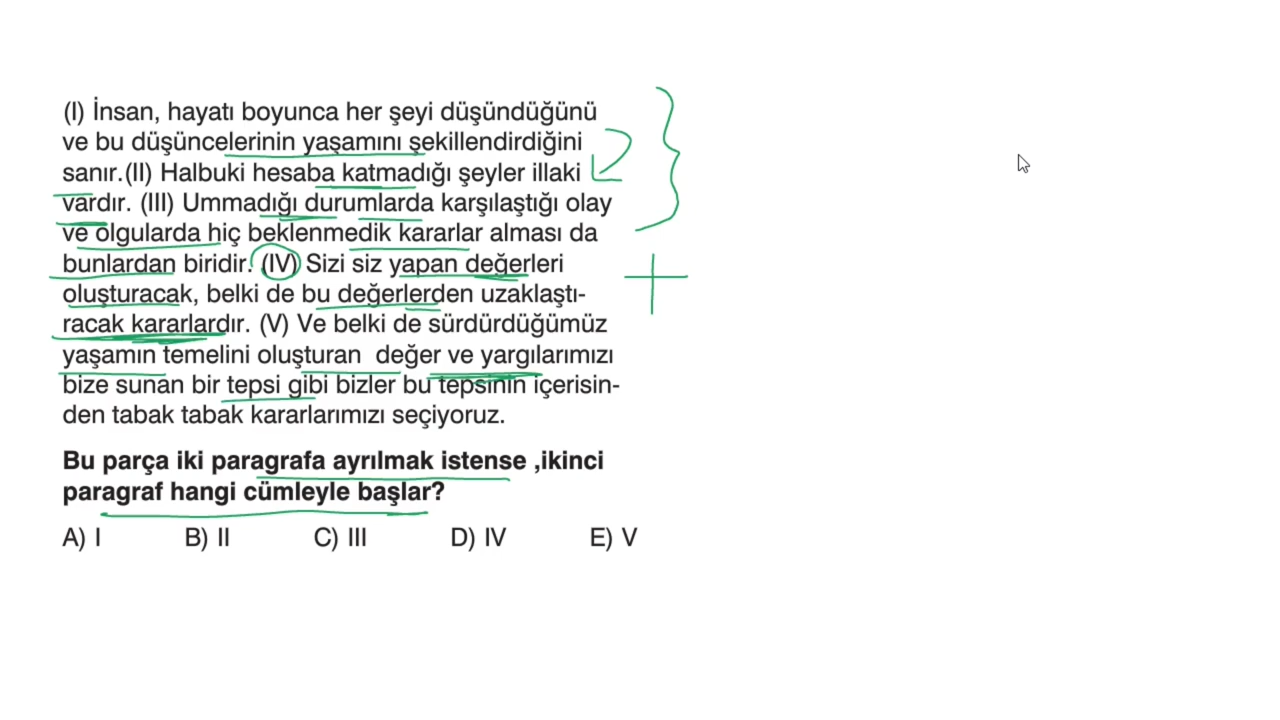 (I) İnsan, hayatı boyunca her şeyi düşündüğünü
ve bu düşüncelerinin yaşamını şekillendirdiğini
sanır.(II) Halbuki hesaba katmadığı şeyler illaki
vardır. (III) Ummadığı durumlarda karşılaştığı olay
ve olgularda hiç beklenmedik kararlar alması da
bunlardan biridir. (IV) Sizi siz yapan değerleri
oluşturacak, belki de bu değerlerden uzaklaştı-
racak kararlardır. (V) Ve belki de sürdürdüğümüz
yaşamın temelini oluşturan değer ve yargılarımızı
bize sunan bir tepsi gibi bizler bu tepsinin içerisin-
den tabak tabak kararlarımızı seçiyoruz.
Bu parça iki paragrafa ayrılmak istense ,ikinci
paragraf hangi cümleyle başlar?
A) I B) II C) III D) IV E) V